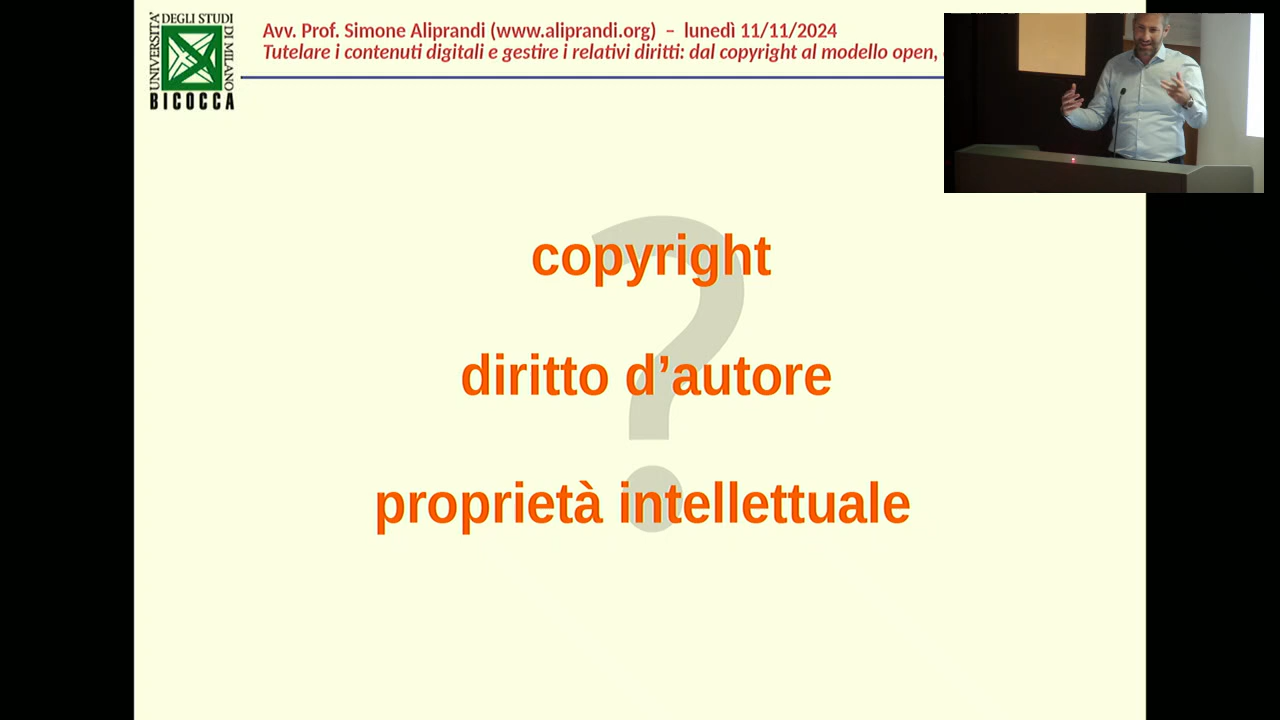 UNIVERSITA'
DEGLI STUDI
DI MILANO
BICOCCA
Avv. Prof. Simone Aliprandi (www.aliprandi.org) – lunedì 11/11/2024
Tutelare i contenuti digitali e gestire i relativi diritti: dal copyright al modello open,
?
copyright
diritto d’autore
proprietà intellettuale